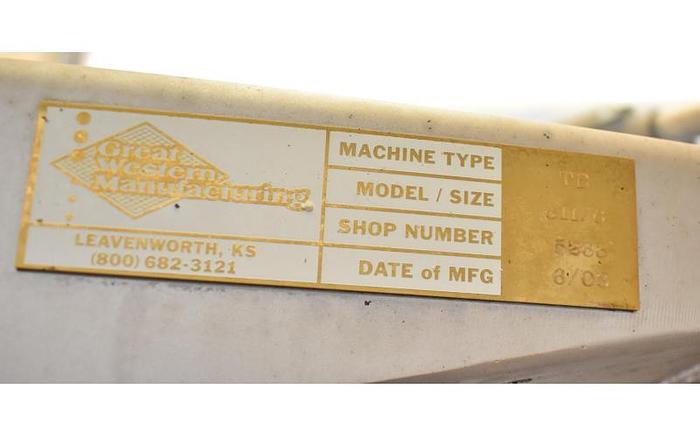 Great
Western
Manufacturing
LEAVENWORTH, KS
(800) 682-3121
MACHINE TYPE
MODEL / SIZE
SHOP NUMBER
DATE of MFG